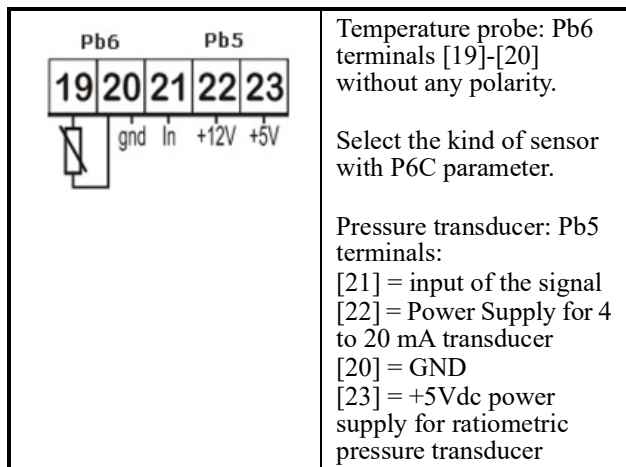 Pb6 Pb5
19 20 21 22 23
gnd In +12V +5V
Temperature probe: Pb6
terminals [19]-[20]
without any polarity.
Select the kind of sensor
with P6C parameter.
Pressure transducer: Pb5
terminals:
[21] = input of the signal
[22] = Power Supply for 4
to 20 mA transducer
[20] = GND
[23] = +5Vdc power
supply for ratiometric
pressure transducer